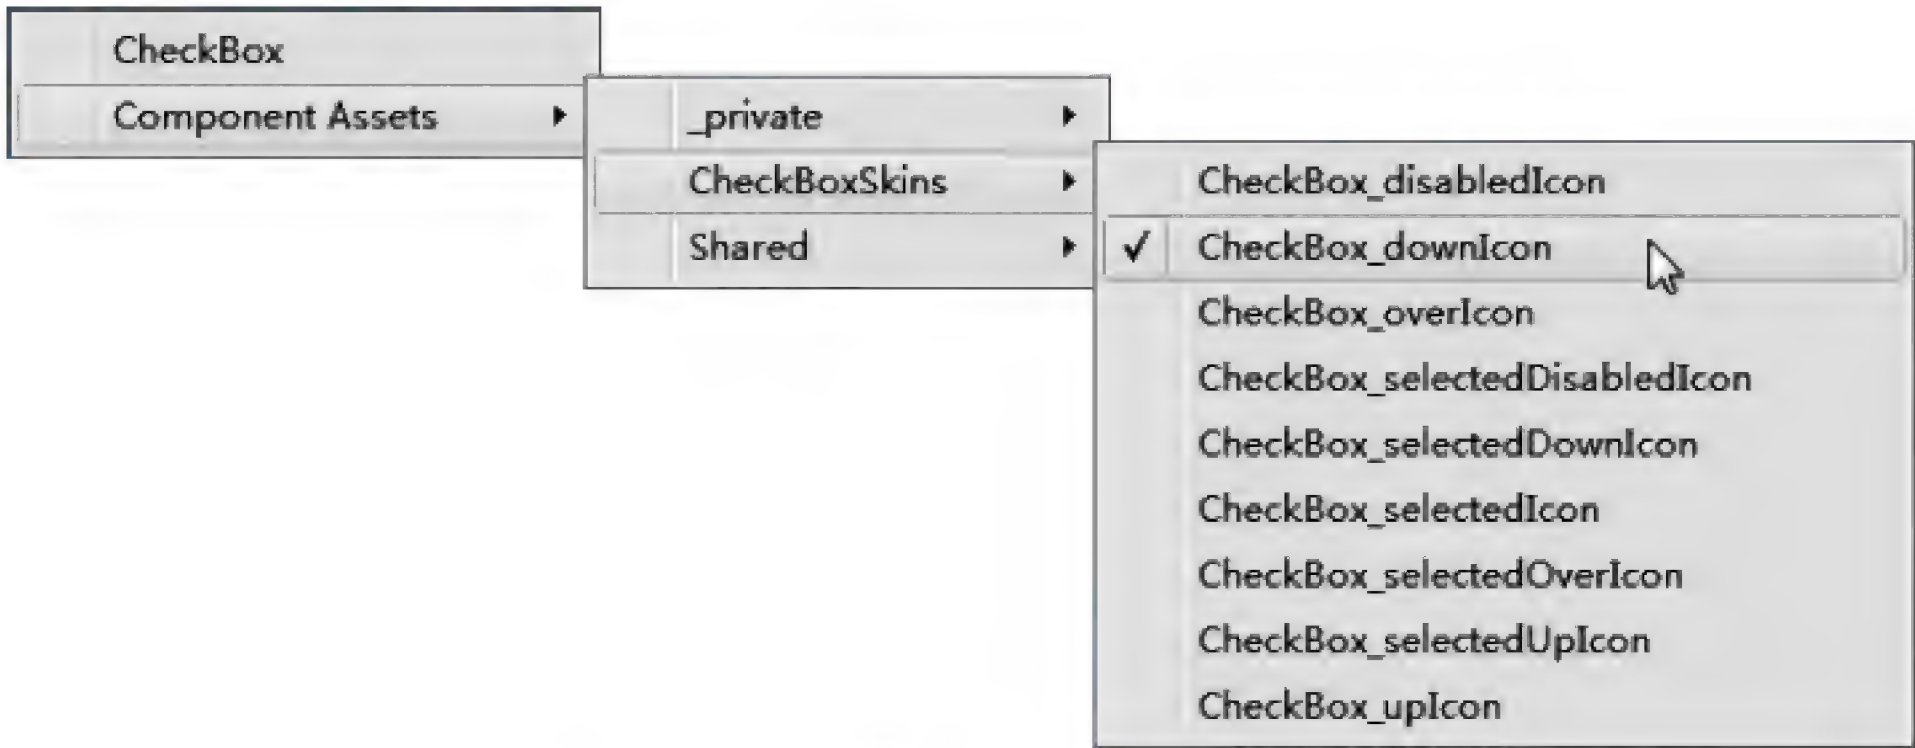 CheckBox
Component Assets
_private
CheckBoxSkins
Shared
CheckBox_disabledIcon
CheckBox_downIcon
CheckBox_overIcon
CheckBox_selectedDisabledIcon
CheckBox_selectedDownIcon
CheckBox_selectedIcon
CheckBox_selectedOverIcon
CheckBox_selectedUpIcon
CheckBox_upIcon